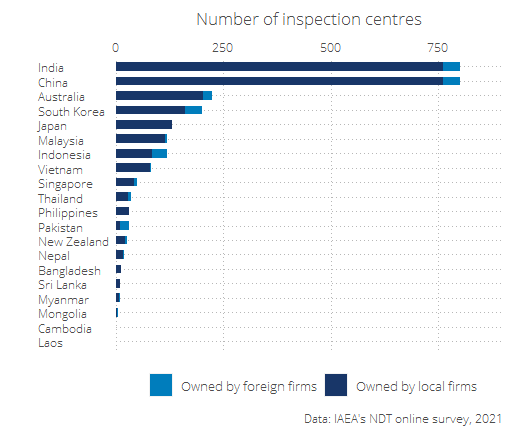 Number of inspection centres
0 250 500 750
India
China
Australia
South Korea
Japan
Malaysia
Indonesia
Vietnam
Singapore
Thailand
Philippines
Pakistan
New Zealand
Nepal
Bangladesh
Sri Lanka
Myanmar
Mongolia
Cambodia
Laos
Owned by foreign firms Owned by local firms
Data: IAEA's NDT online survey, 2021